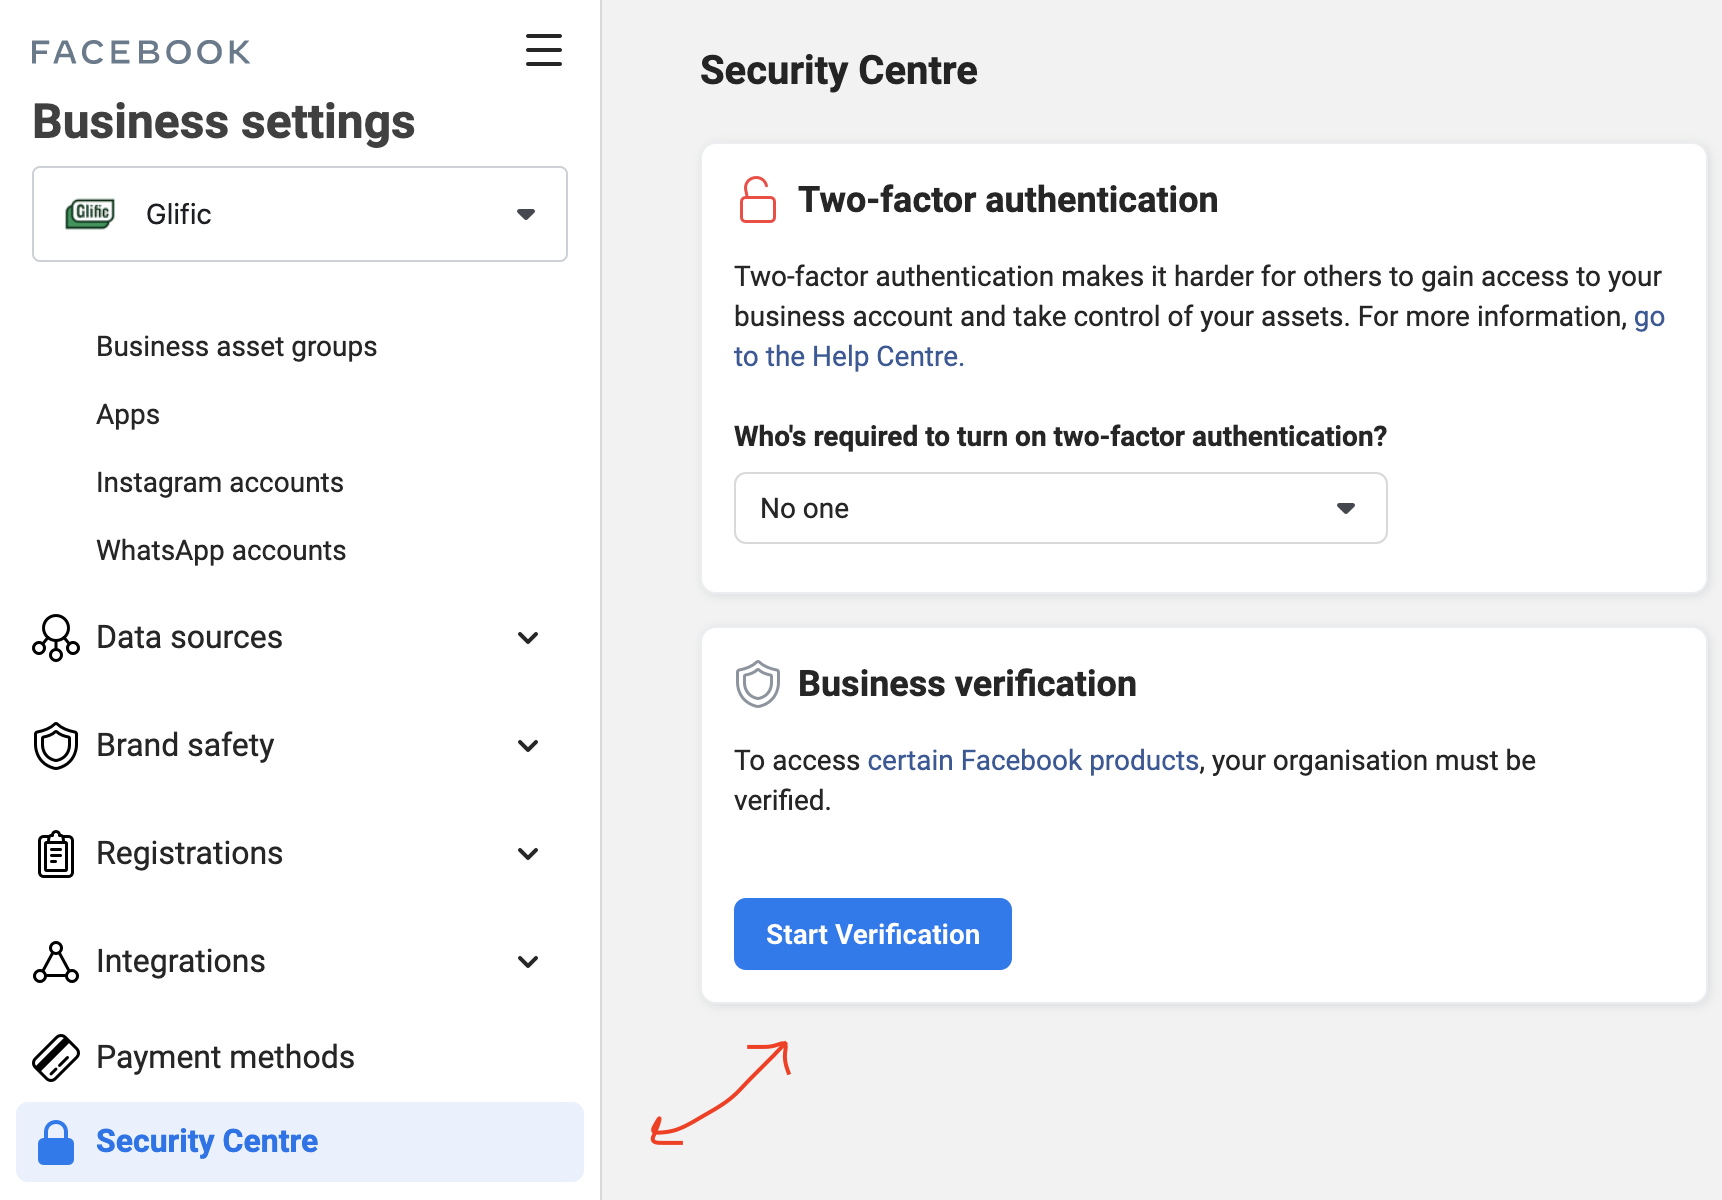 FACEBOOK
Business settings
Glific
Glific
Business asset groups
Apps
Instagram accounts
WhatsApp accounts
Data sources
Brand safety
Registrations
Integrations
Payment methods
Security Centre
Security Centre
Two-factor authentication
Two-factor authentication makes it harder for others to gain access to your
business account and take control of your assets. For more information, go
to the Help Centre.
Who's required to turn on two-factor authentication?
No one
Business verification
To access certain Facebook products, your organisation must be
verified.
Start Verification